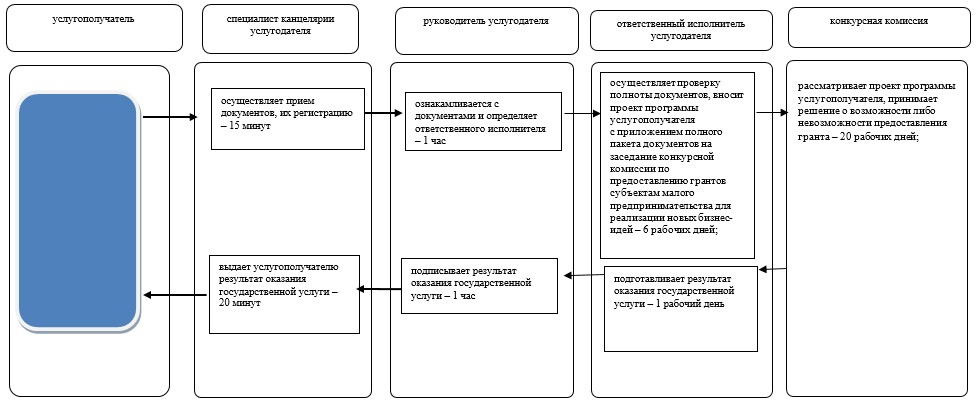 услугополучатель
специалист канцелярии
услугодателя
руководитель услугодателя
ответственный исполнитель
услугодателя
конкурсная комиссия
осуществляет прием
документов, их регистрацию
– 15 минут
ознакамливается с
документами и определяет
ответственного исполнителя
– 1 час
осуществляет проверку
полноты документов, вносит
проект программы
услугополучателя
с приложением полного
пакета документов на
заседание конкурсной
комиссии по
предоставлению грантов
субъектам малого
предпринимательства для
реализации новых бизнес-
идей – 6 рабочих дней;
рассматривает проект программы
услугополучателя, принимает
решение о возможности либо
невозможности предоставления
гранта – 20 рабочих дней;
выдает услугополучателю
результат оказания
государственной услуги –
20 минут
подписывает результат
оказания государственной
услуги – 1 час
подготавливает результат
оказания государственной
услуги – 1 рабочий день